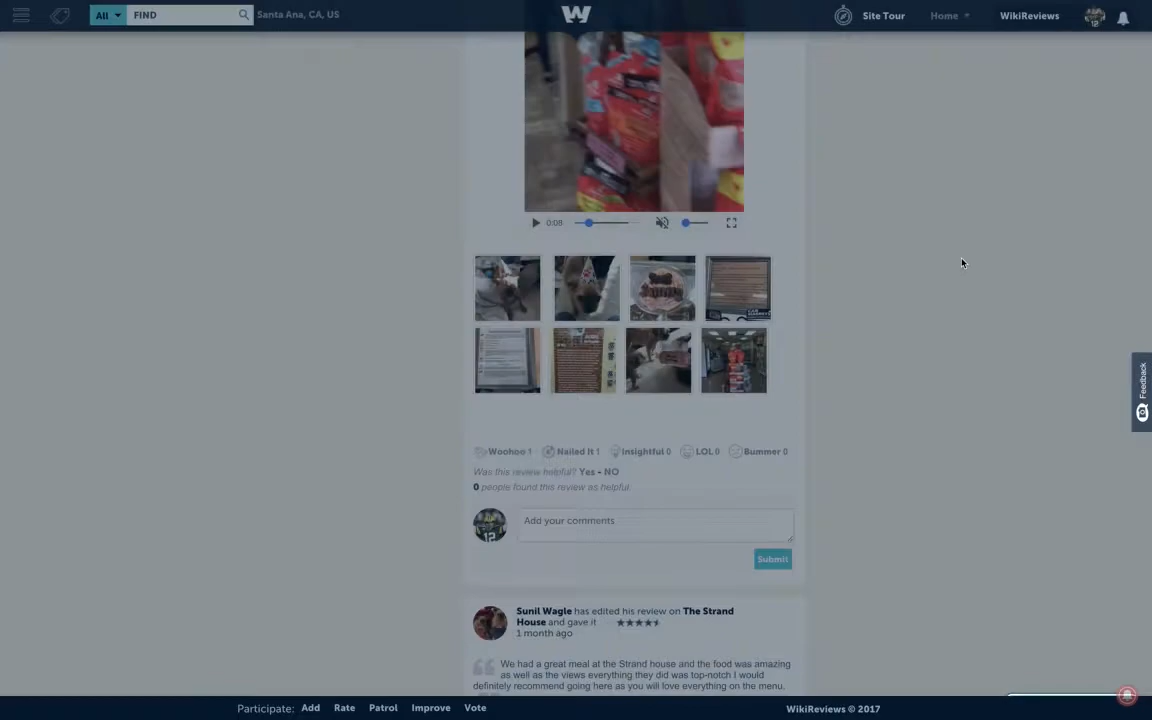 All FIND Santa Ana, CA, US W Site Tour Home WikiReviews
0:08
Feedback
Woohoo 1 Nailed It 1 Insightful 0 LOL 0 Bummer 0
Was this review helpful? Yes - NO
0 people found this review as helpful
12
Add your comments
Submit
Sunil Wagle has edited his review on The Strand
House and gave it
1 month ago
We had a great meal at the Strand house and the food was amazing
as well as the views everything they did was top-notch I would
definitely recommend going here as you will love everything on the menu.
Participate: Add Rate Patrol Improve Vote WikiReviews © 2017